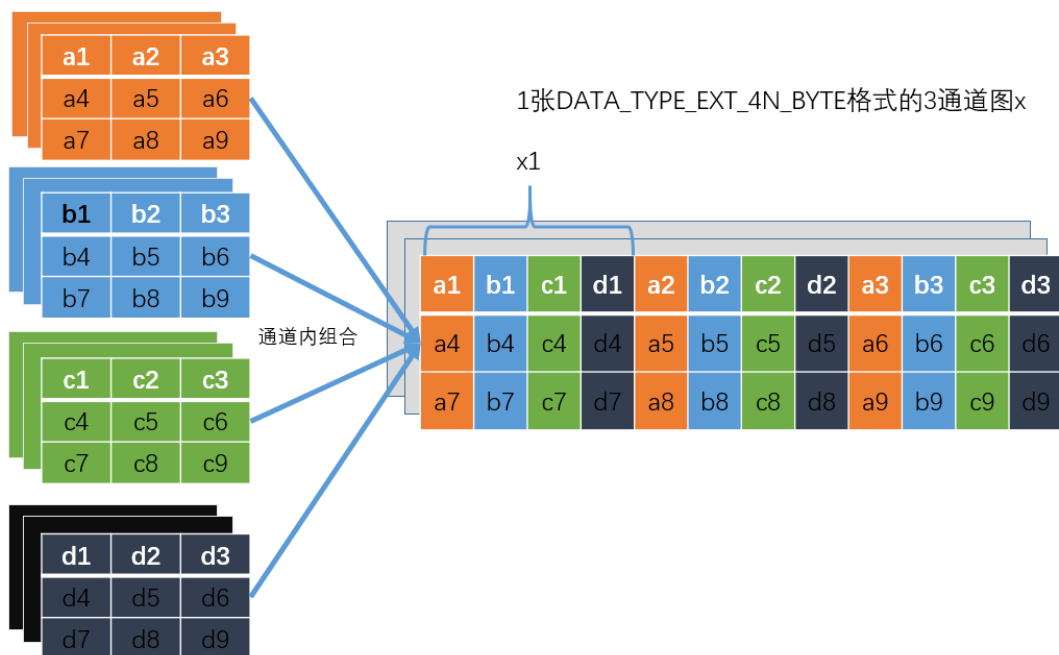 a1 a2 a3
a4 a5 a6
a7 a8 a9
b1 b2 b3
b4 b5 b6
b7 b8 b9
c1 c2 c3
c4 c5 c6
c7 c8 c9
d1 d2 d3
d4 d5 d6
d7 d8 d9
通道内组合
1张DATA_TYPE_EXT_4N_BYTE格式的3通道图x
x1
a1 b1 c1 d1 a2 b2 c2 d2 a3 b3 c3 d3
a4 b4 c4 d4 a5 b5 c5 d5 a6 b6 c6 d6
a7 b7 c7 d7 a8 b8 c8 d8 a9 b9 c9 d9